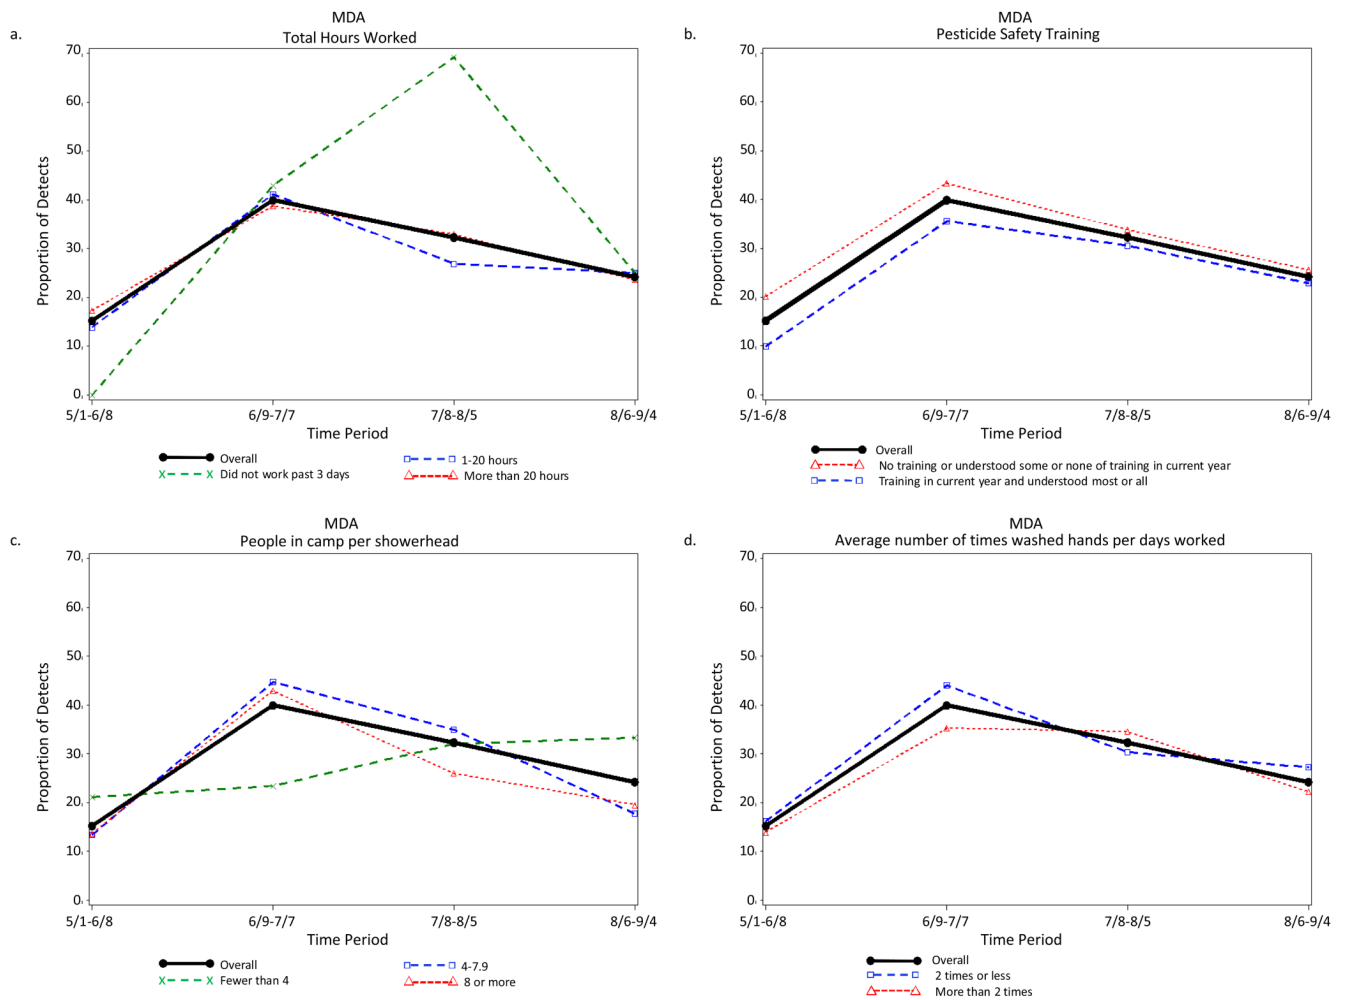 a.
MDA
Total Hours Worked
70
60
50
40
30
20
10
0
Proportion of Detects
5/1-6/8 6/9-7/7 7/8-8/5 8/6-9/4
Time Period
Overall 1-20 hours
Did not work past 3 days More than 20 hours
b.
MDA
Pesticide Safety Training
70
60
50
40
30
20
10
0
Proportion of Detects
5/1-6/8 6/9-7/7 7/8-8/5 8/6-9/4
Time Period
Overall
No training or understood some or none of training in current year
Training in current year and understood most or all
c.
MDA
People in camp per showerhead
70
60
50
40
30
20
10
0
Proportion of Detects
5/1-6/8 6/9-7/7 7/8-8/5 8/6-9/4
Time Period
Overall 4-7.9
Fewer than 4 8 or more
d.
MDA
Average number of times washed hands per days worked
70
60
50
40
30
20
10
0
Proportion of Detects
5/1-6/8 6/9-7/7 7/8-8/5 8/6-9/4
Time Period
Overall
2 times or less
More than 2 times